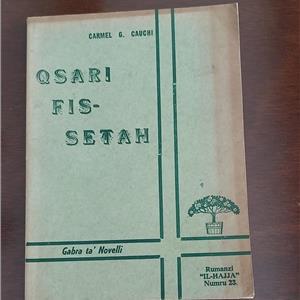 CARMEL G. CAUCHI
QSARI
FIS-
SETAH
Gabra ta' Novelli
Rumanzi
"IL-HAJJA"
Numru 23.